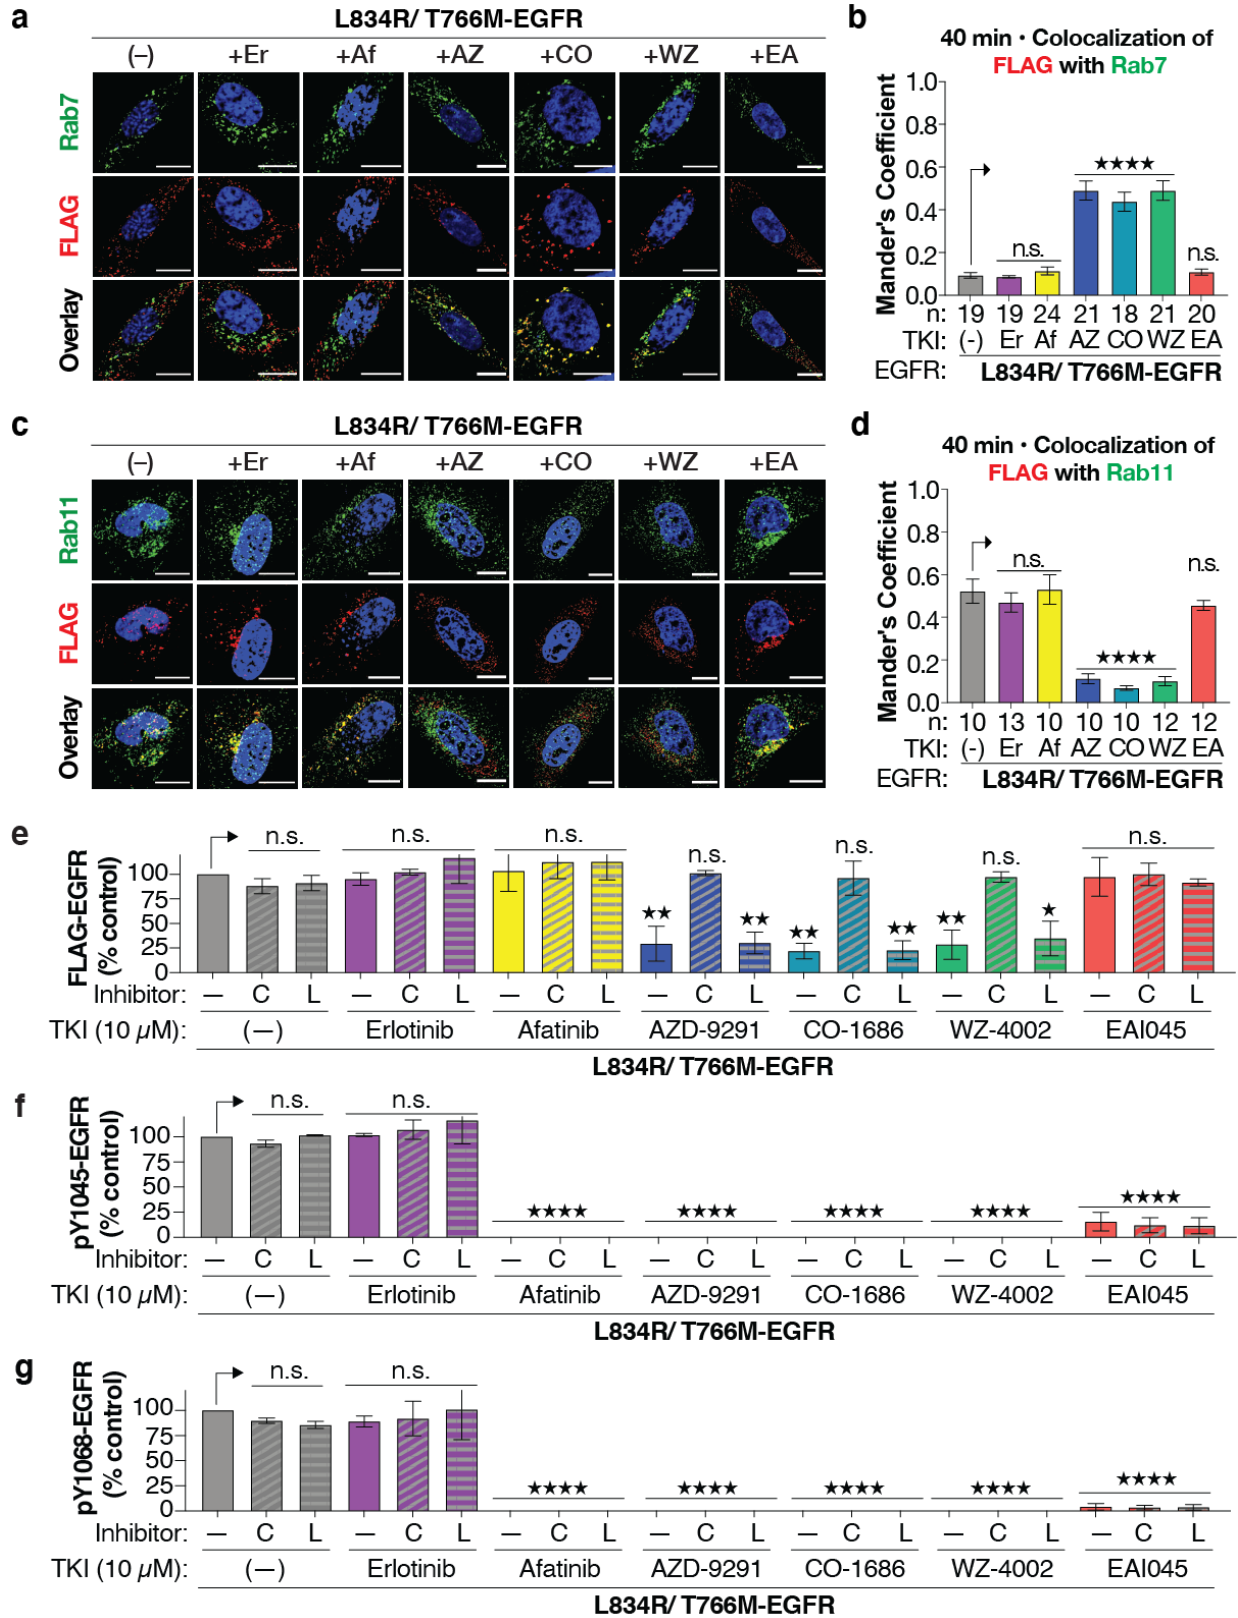 a
L834R/ T766M-EGFR
(–) +Er +Af +AZ +CO +WZ +EA
Rab7
FLAG
Overlay
b
40 min • Colocalization of
FLAG with Rab7
Mander's Coefficient
1.0
0.8
0.6
0.4
0.2
0.0
★★★★
n.s.
n.s.
n: 19 19 24 21 18 21 20
TKI: (-) Er Af AZ CO WZ EA
EGFR: L834R/ T766M-EGFR
c
L834R/ T766M-EGFR
(–) +Er +Af +AZ +CO +WZ +EA
Rab11
FLAG
Overlay
d
40 min • Colocalization of
FLAG with Rab11
Mander's Coefficient
1.0
0.8
0.6
0.4
0.2
0.0
n.s.
n.s.
★★★★
n: 10 13 10 10 10 12 12
TKI: (-) Er Af AZ CO WZ EA
EGFR: L834R/ T766M-EGFR
e
FLAG-EGFR
(% control)
100
75
50
25
0
n.s. n.s. n.s. n.s. n.s. n.s. n.s.
★★ ★★ ★★ ★★ ★★ ★
Inhibitor: — C L — C L — C L — C L — C L — C L — C L
TKI (10 µM): (—) Erlotinib Afatinib AZD-9291 CO-1686 WZ-4002 EAI045
L834R/ T766M-EGFR
f
pY1045-EGFR
(% control)
100
75
50
25
0
n.s. n.s. ★★★★ ★★★★ ★★★★ ★★★★ ★★★★
Inhibitor: — C L — C L — C L — C L — C L — C L — C L
TKI (10 µM): (—) Erlotinib Afatinib AZD-9291 CO-1686 WZ-4002 EAI045
L834R/ T766M-EGFR
g
pY1068-EGFR
(% control)
100
75
50
25
0
n.s. n.s. ★★★★ ★★★★ ★★★★ ★★★★ ★★★★
Inhibitor: — C L — C L — C L — C L — C L — C L — C L
TKI (10 µM): (—) Erlotinib Afatinib AZD-9291 CO-1686 WZ-4002 EAI045
L834R/ T766M-EGFR